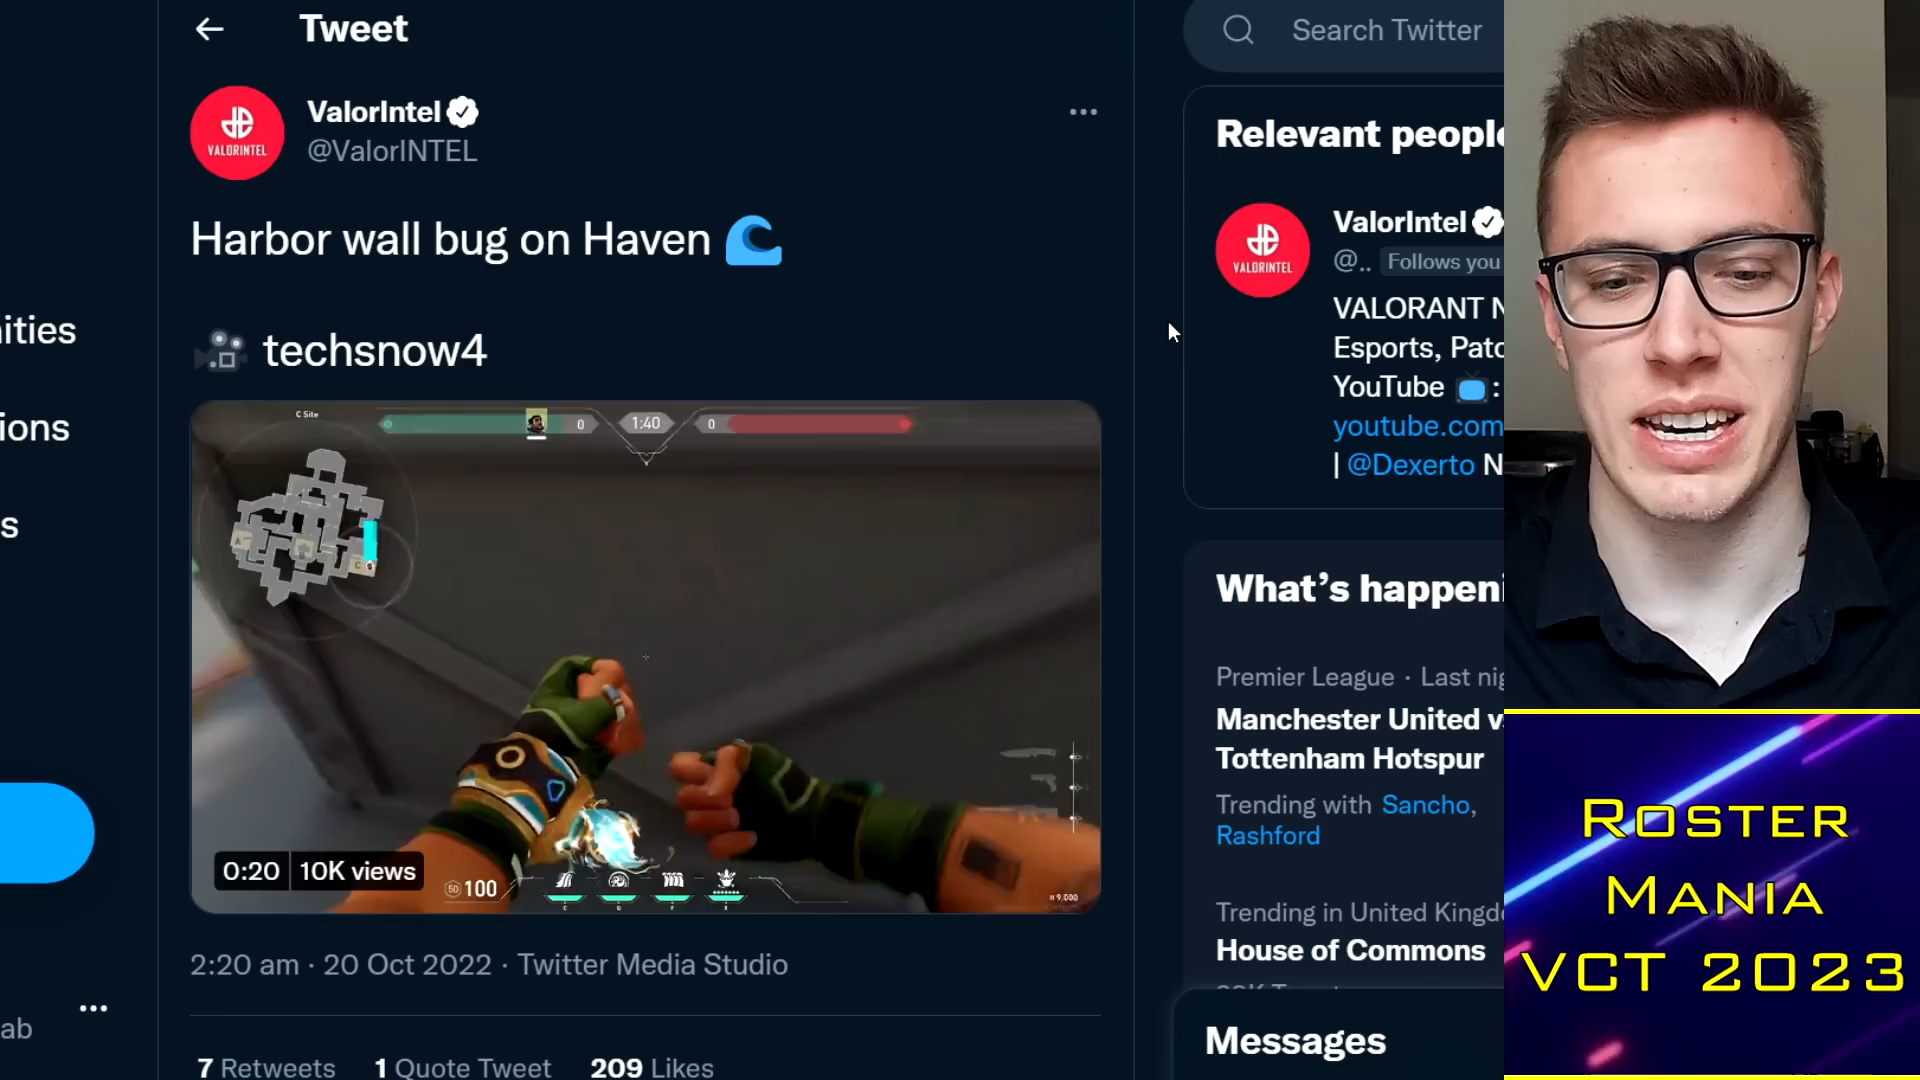 Tweet
Search Twitter
ValorIntel
@ValorINTEL
VALORINTEL
Harbor wall bug on Haven
techsnow4
C Site
0
1:40
0
A
C
0:20
10K views
50
100
9,000
2:20 am · 20 Oct 2022 · Twitter Media Studio
7 Retweets
1 Quote Tweet
209 Likes
ities
ions
s
ab
Relevant people
ValorIntel
@..
Follows you
VALORINTEL
VALORANT N
Esports, Patc
YouTube :
youtube.com
| @Dexerto N
What's happeni
Premier League · Last nig
Manchester United v
Tottenham Hotspur
Trending with Sancho,
Rashford
Trending in United Kingd
House of Commons
Messages
Roster
Mania
VCT 2023